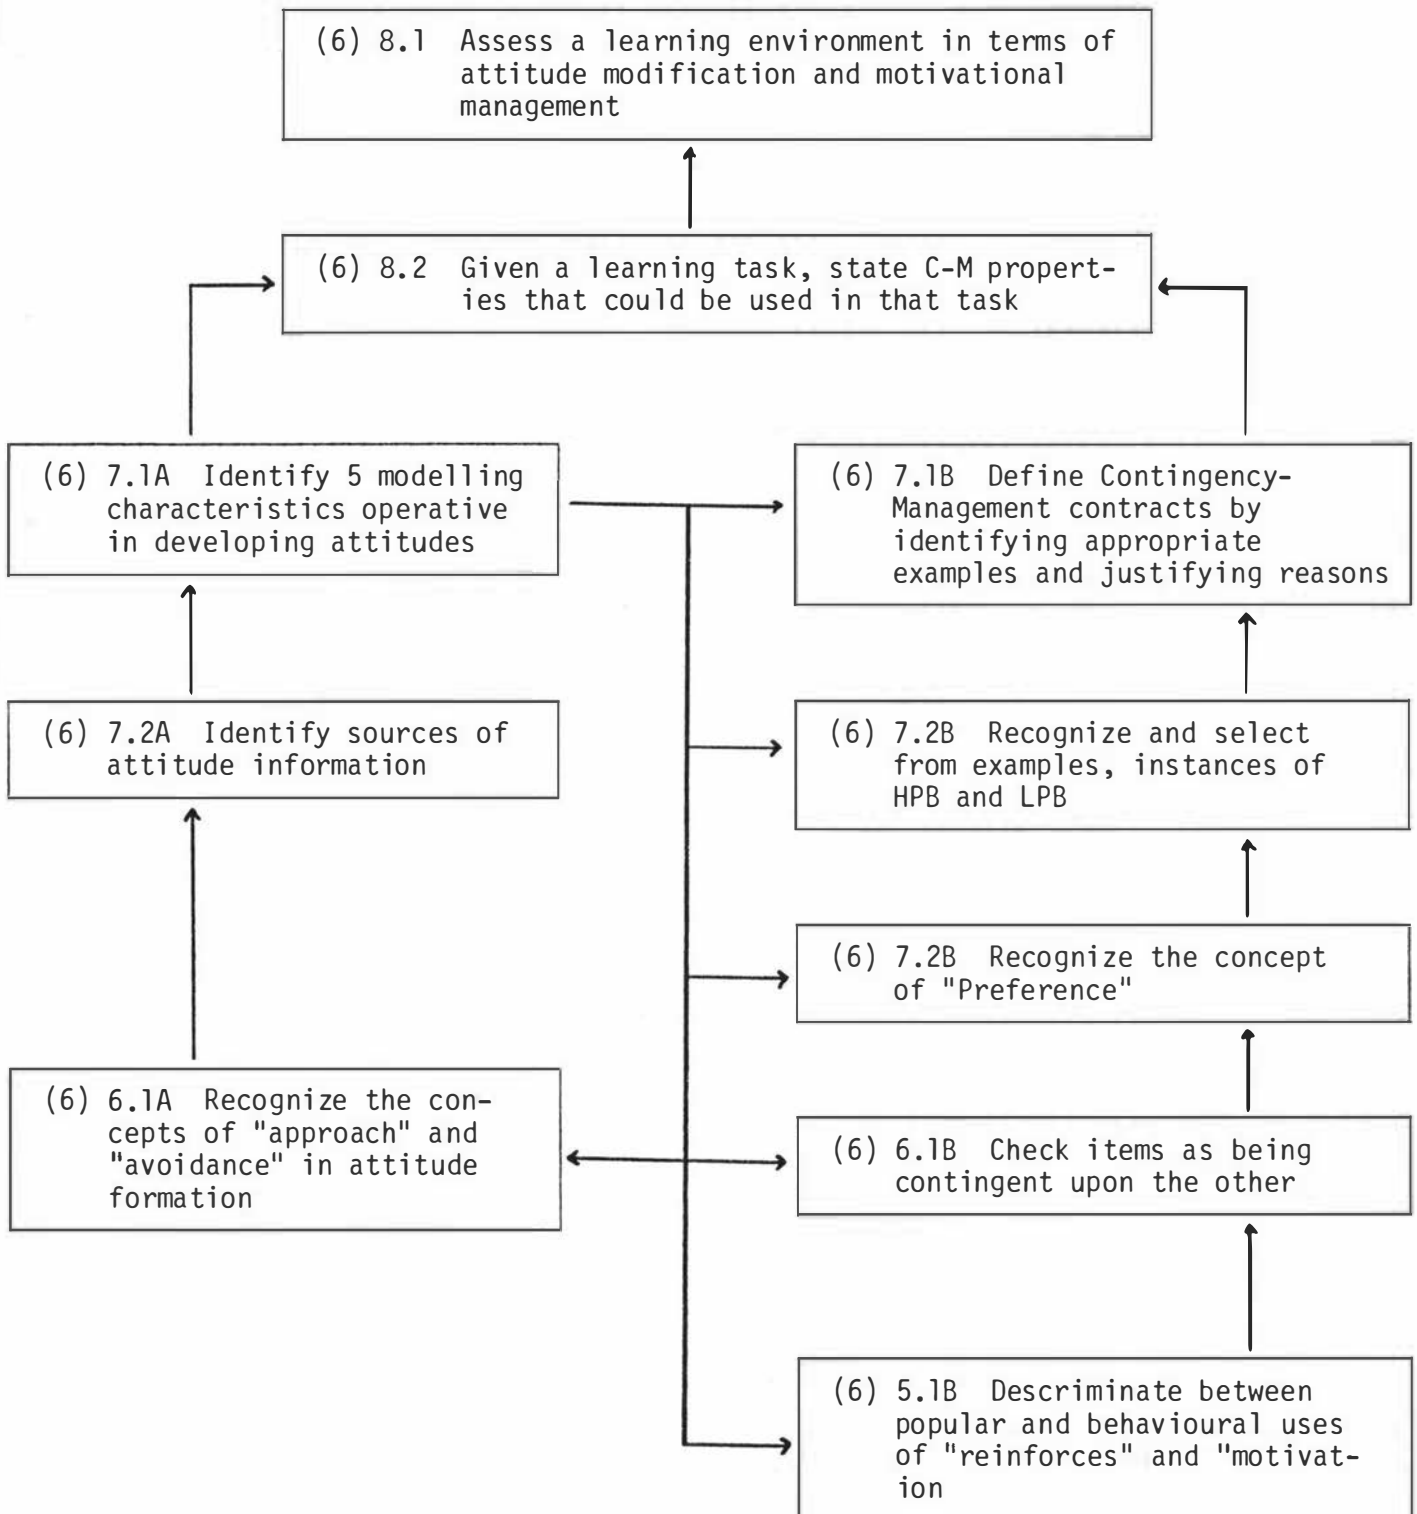 (6) 8.1 Assess a learning environment in terms of
attitude modification and motivational
management
(6) 8.2 Given a learning task, state C-M propert-
ies that could be used in that task
(6) 7.1A Identify 5 modelling
characteristics operative
in developing attitudes
(6) 7.1B Define Contingency-
Management contracts by
identifying appropriate
examples and justifying reasons
(6) 7.2A Identify sources of
attitude information
(6) 7.2B Recognize and select
from examples, instances of
HPB and LPB
(6) 7.2B Recognize the concept
of "Preference"
(6) 6.1A Recognize the con-
cepts of "approach" and
"avoidance" in attitude
formation
(6) 6.1B Check items as being
contingent upon the other
(6) 5.1B Descriminate between
popular and behavioural uses
of "reinforces" and "motivat-
ion